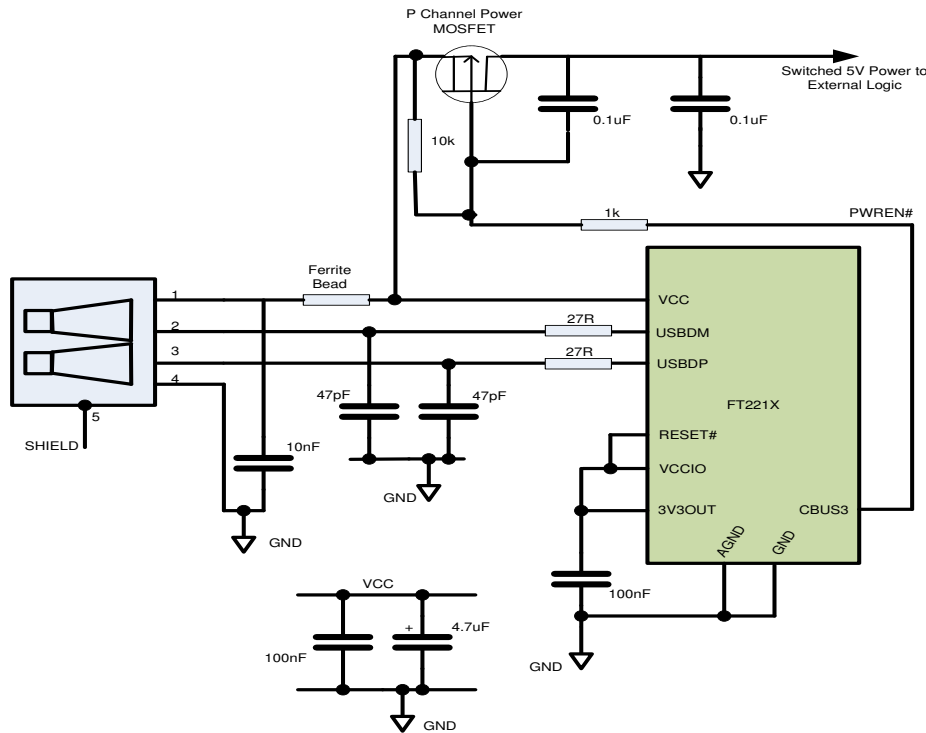 P Channel Power
MOSFET
Switched 5V Power to
External Logic
0.1uF
0.1uF
10k
1k
PWREN#
Ferrite
Bead
1
VCC
27R
2
USBDM
27R
3
USBDP
4
47pF
47pF
FT221X
5
SHIELD
10nF
RESET#
VCCIO
GND
3V3OUT
CBUS3
GND
AGND
GND
VCC
100nF
+
4.7uF
100nF
GND
GND